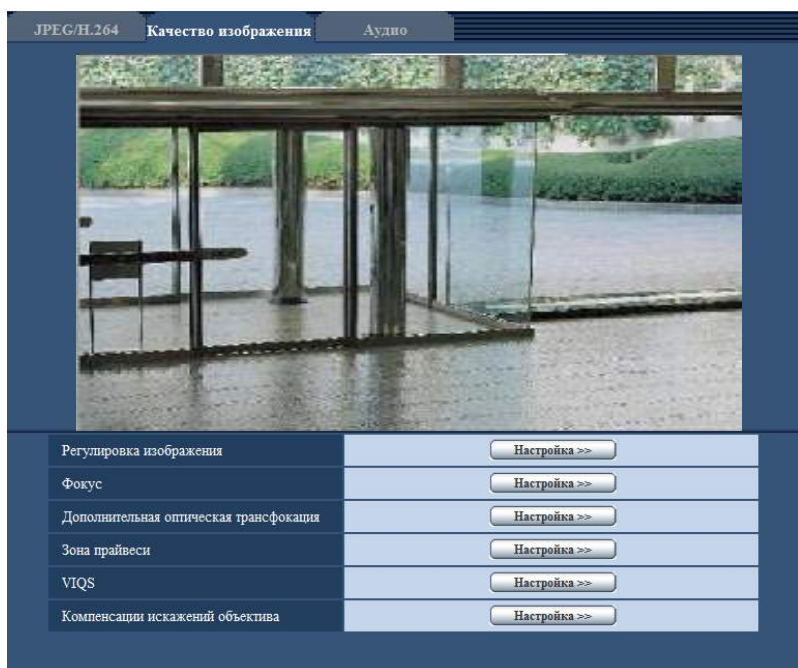 JPEG/H.264 Качество изображения Аудио
Регулировка изображения Настройка >>
Фокус Настройка >>
Дополнительная оптическая трансфокация Настройка >>
Зона прайвеси Настройка >>
VIQS Настройка >>
Компенсации искажений объектива Настройка >>